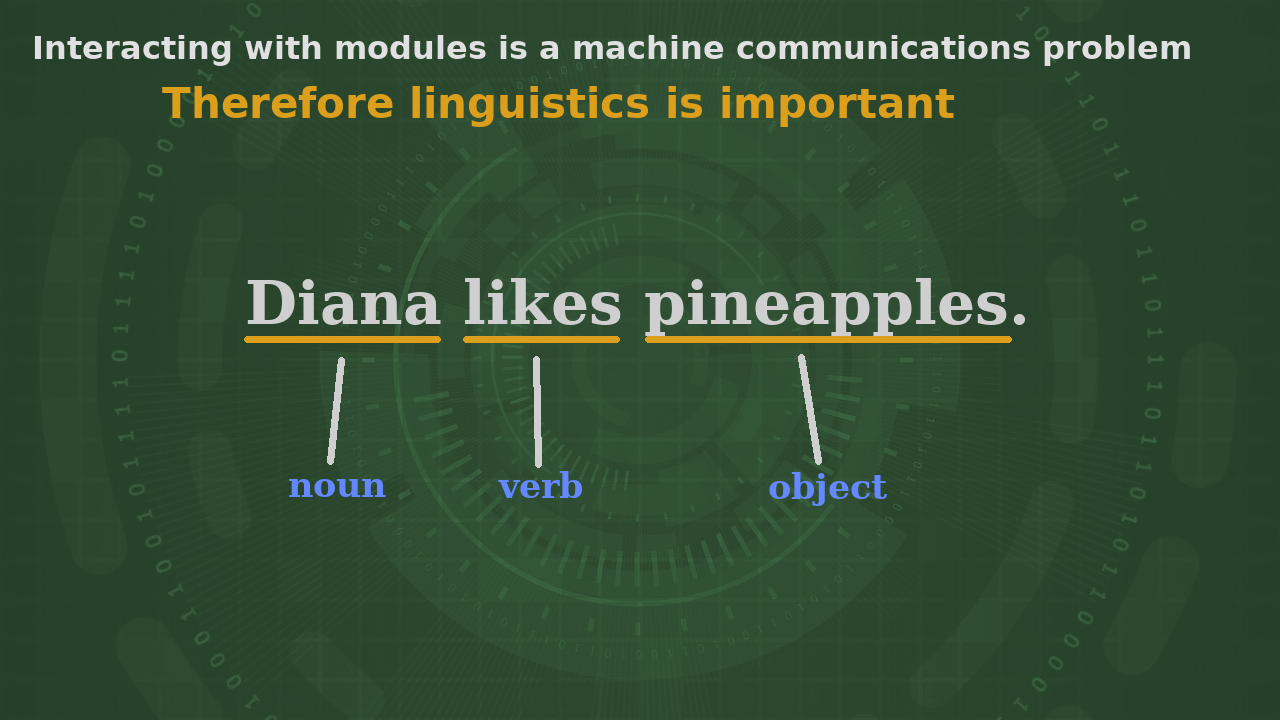 Interacting with modules is a machine communications problem
Therefore linguistics is important
Diana likes pineapples.
noun verb object